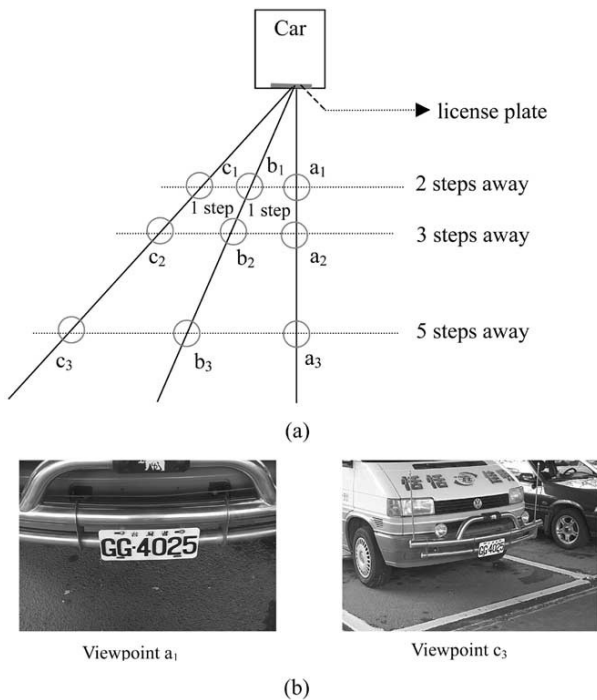 Car
license plate
c1 b1 a1
2 steps away
1 step 1 step
3 steps away
c2 b2 a2
5 steps away
c3 b3 a3
(a)
GG-4025
GG-4025
Viewpoint a1
Viewpoint c3
(b)